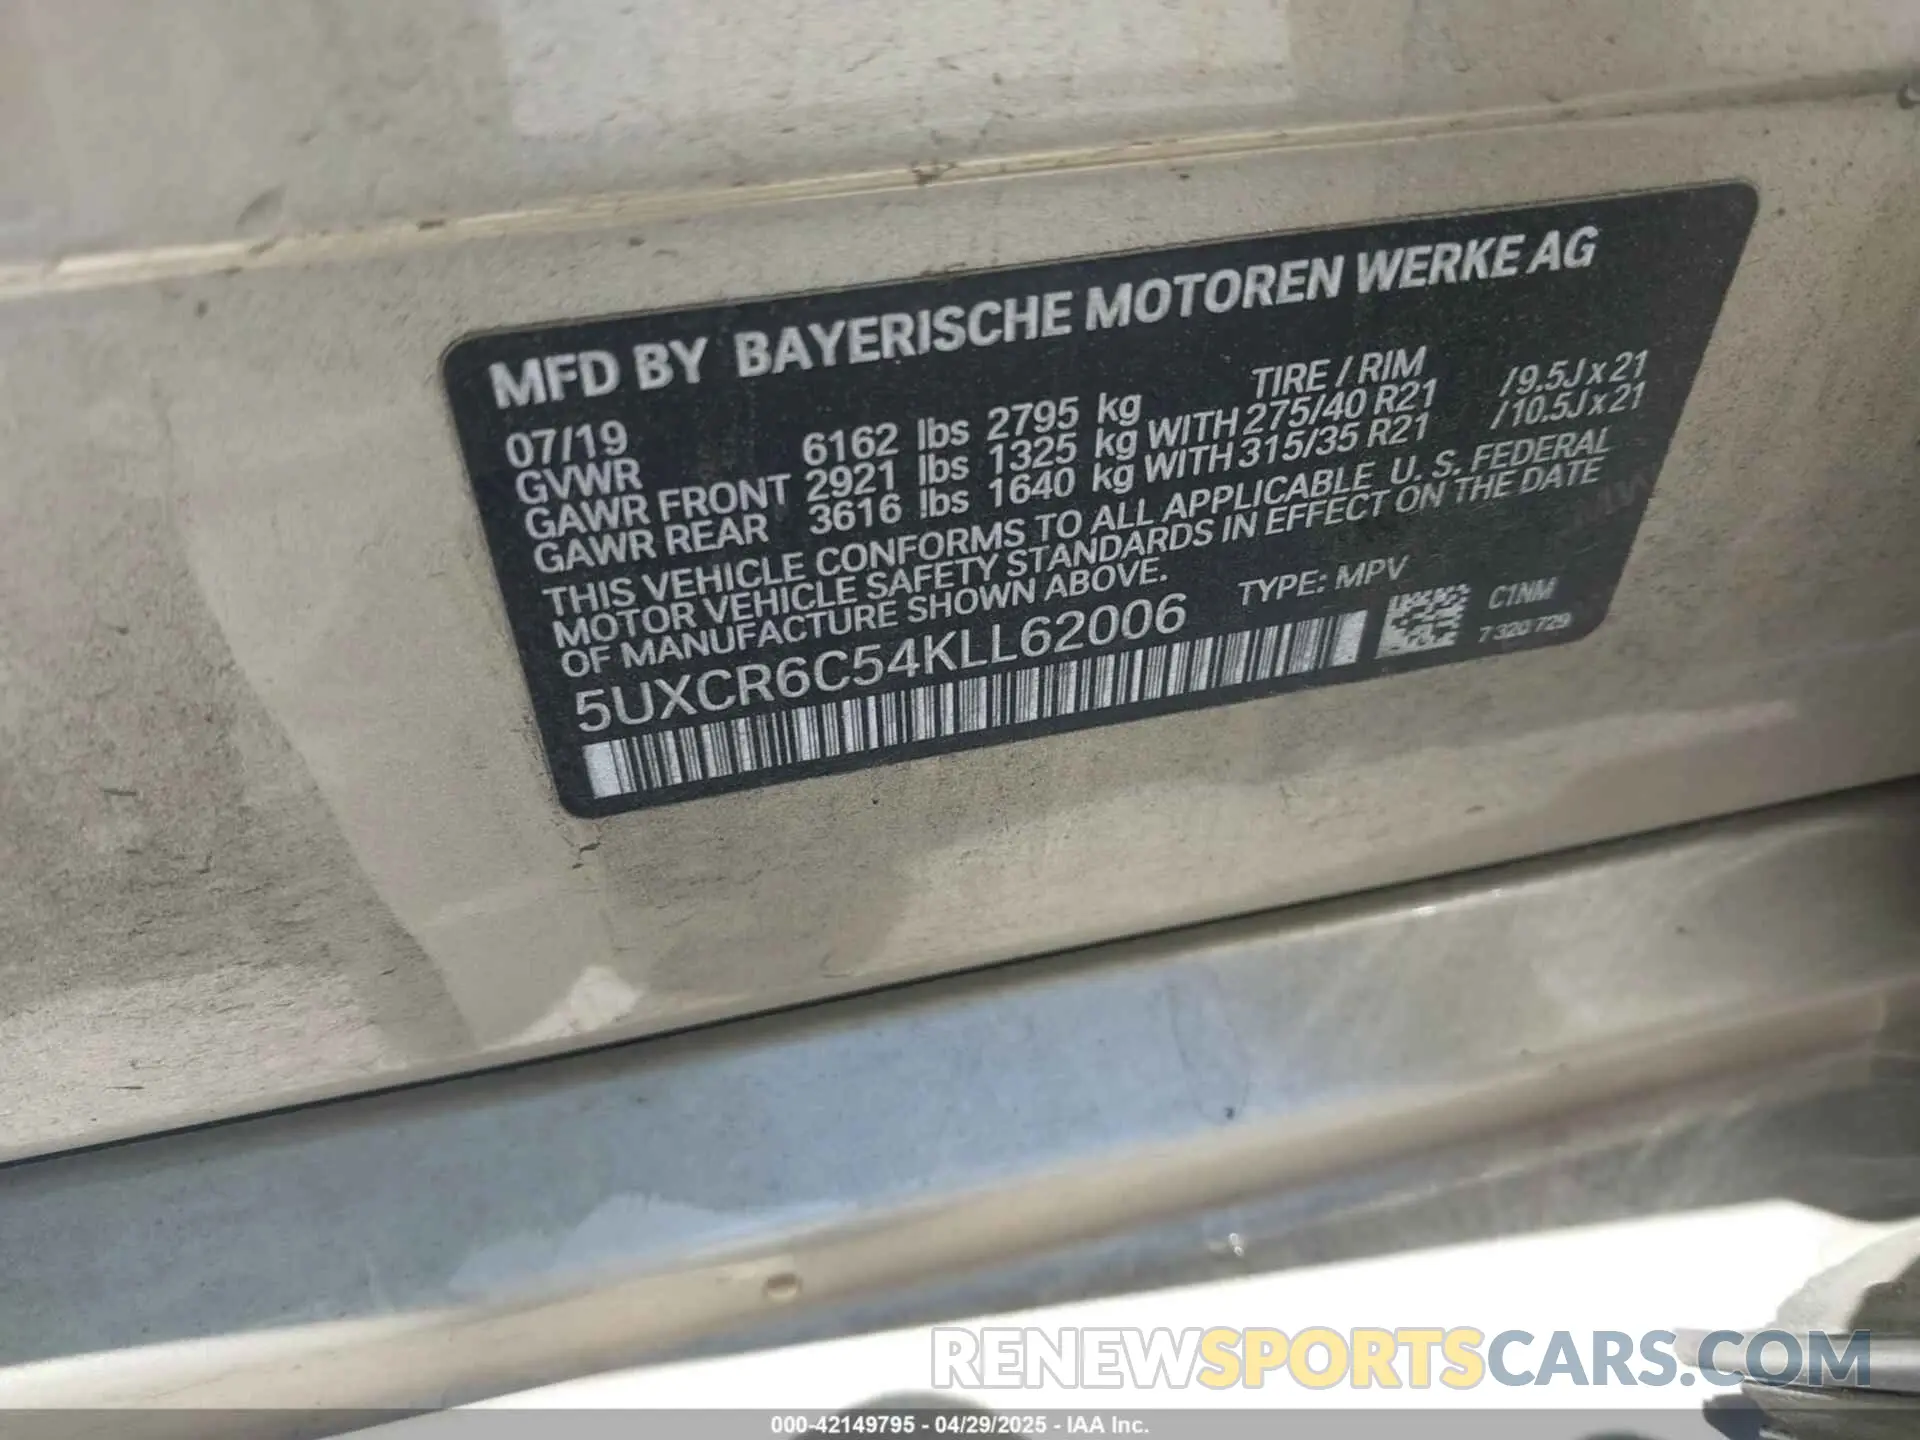 MFD BY BAYERISCHE MOTOREN WERKE AG
07/19 TIRE / RIM
GVWR 6162 lbs 2795 kg
GAWR FRONT 2921 lbs 1325 kg WITH 275/40 R21 /9.5J x 21
GAWR REAR 3616 lbs 1640 kg WITH 315/35 R21 /10.5J x 21
THIS VEHICLE CONFORMS TO ALL APPLICABLE U. S. FEDERAL
MOTOR VEHICLE SAFETY STANDARDS IN EFFECT ON THE DATE
OF MANUFACTURE SHOWN ABOVE.
5UXCR6C54KLL62006 TYPE: MPV
C1NM
7 320 729
RENEWSPORTSCARS.COM
000-42149795 - 04/29/2025 - IAA Inc.